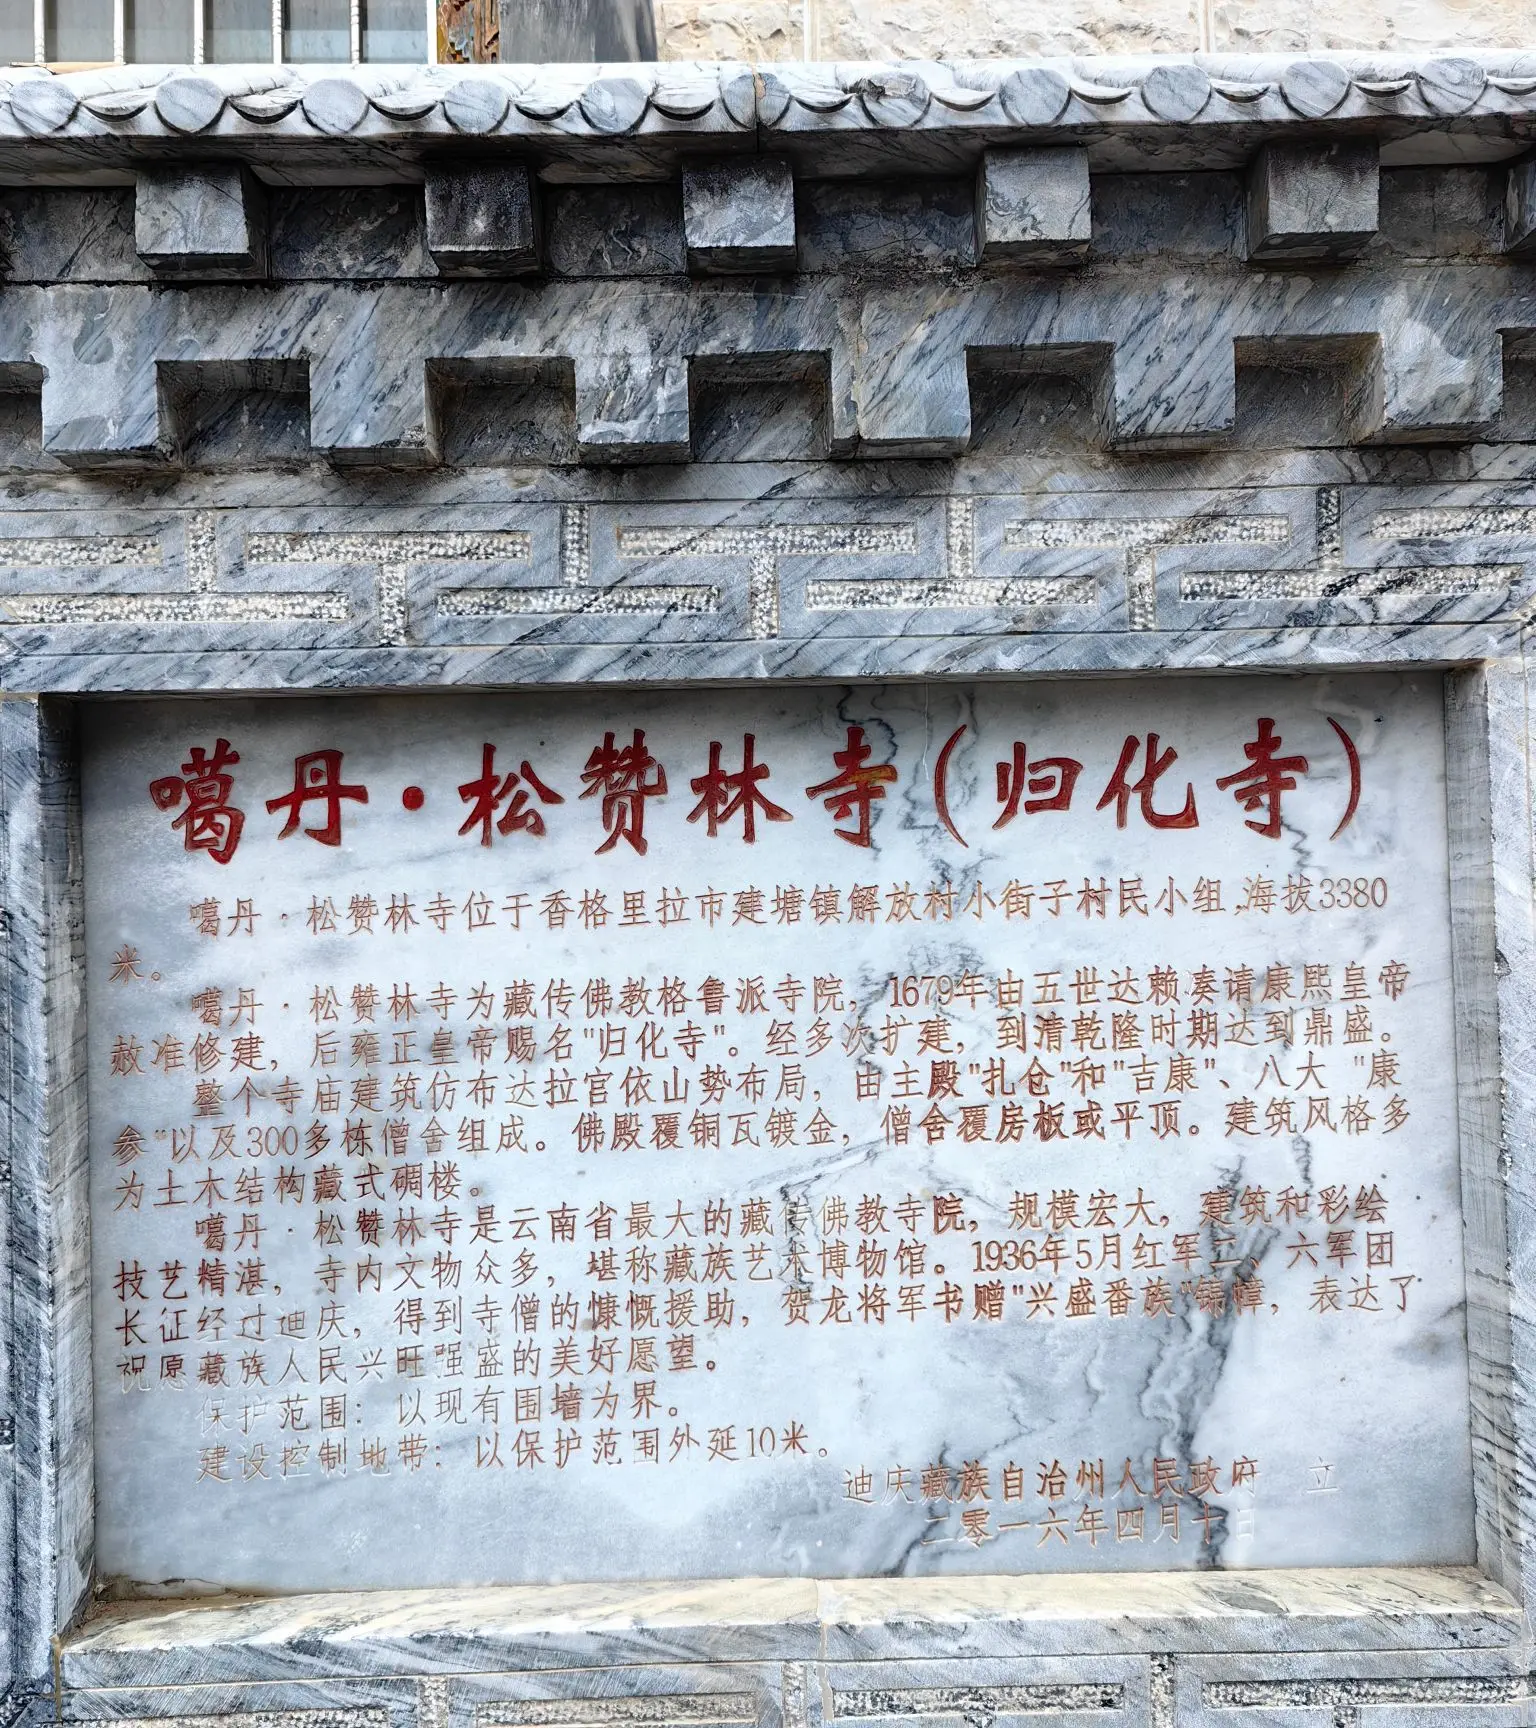 噶丹·松赞林寺(归化寺)
噶丹·松赞林寺位于香格里拉市建塘镇解放村小街子村民小组,海拔3380
米。
噶丹·松赞林寺为藏传佛教格鲁派寺院，1679年由五世达赖奏请康熙皇帝
敕准修建，后雍正皇帝赐名"归化寺"。经多次扩建，到清乾隆时期达到鼎盛。
整个寺庙建筑仿布达拉宫依山势布局，由主殿"扎仓"和"吉康"、八大 "康
参"以及300多栋僧舍组成。佛殿覆铜瓦镀金，僧舍覆房板或平顶。建筑风格多
为土木结构藏式碉楼。
噶丹·松赞林寺是云南省最大的藏传佛教寺院，规模宏大，建筑和彩绘
技艺精湛，寺内文物众多，堪称藏族艺术博物馆。1936年5月红军二、六军团
长征经过迪庆，得到寺僧的慷慨援助，贺龙将军书赠"兴盛番族"锦幛，表达了
祝愿藏族人民兴旺强盛的美好愿望。
保护范围：以现有围墙为界。
建设控制地带：以保护范围外延10米。
迪庆藏族自治州人民政府 立
二零一六年四月十日